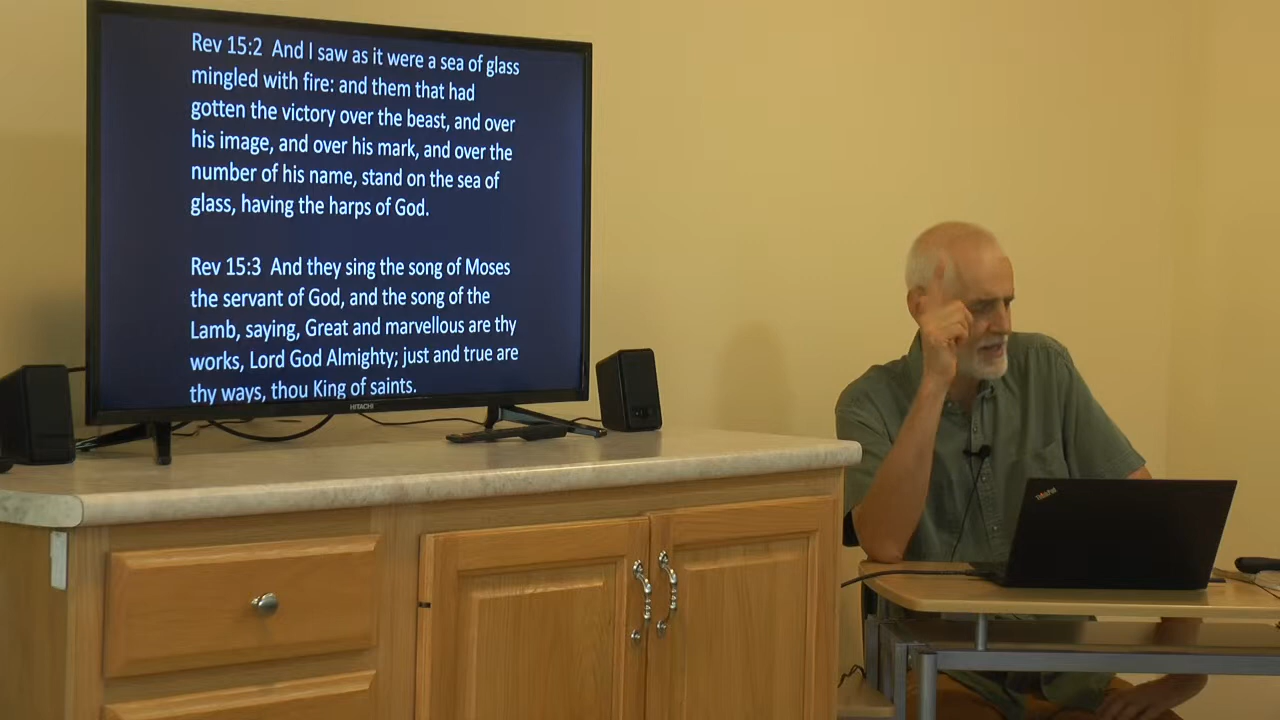 Rev 15:2 And I saw as it were a sea of glass
mingled with fire: and them that had
gotten the victory over the beast, and over
his image, and over his mark, and over the
number of his name, stand on the sea of
glass, having the harps of God.
Rev 15:3 And they sing the song of Moses
the servant of God, and the song of the
Lamb, saying, Great and marvellous are thy
works, Lord God Almighty; just and true are
thy ways, thou King of saints.
HITACHI
ThinkPad